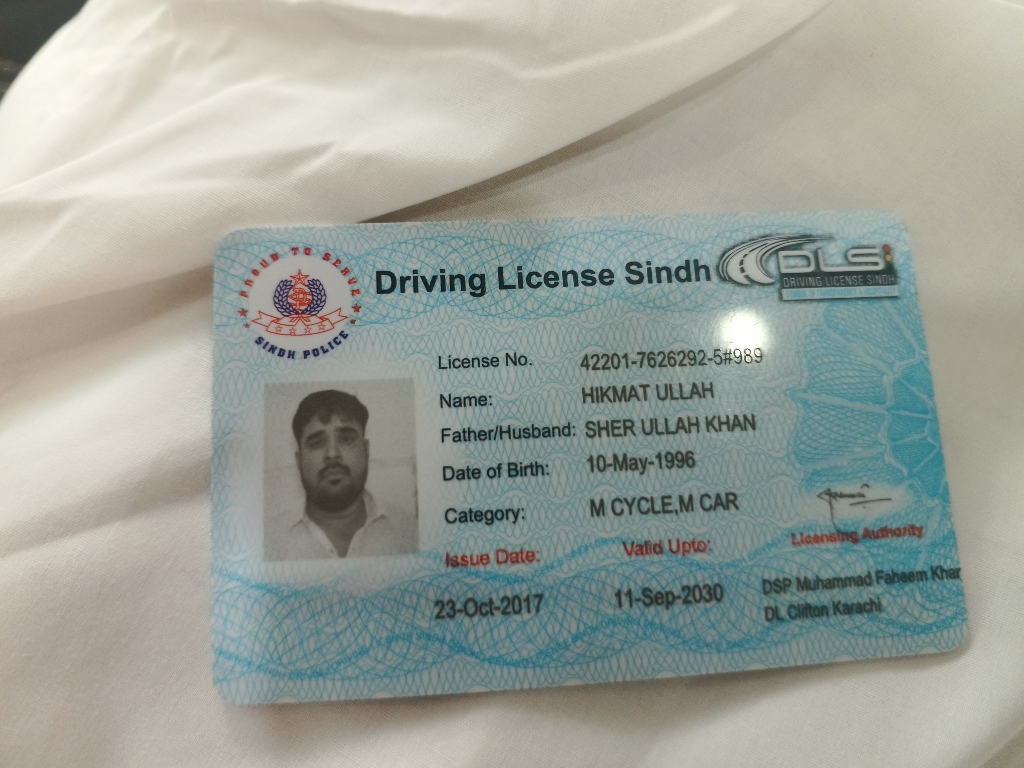 PROUD TO SERVE
SINDH POLICE
Driving License Sindh
DLS
DRIVING LICENSE SINDH
License No. 42201-7626292-5#989
Name: HIKMAT ULLAH
Father/Husband: SHER ULLAH KHAN
Date of Birth: 10-May-1996
Category: M CYCLE,M CAR
Issue Date: Valid Upto: Licensing Authority
23-Oct-2017 11-Sep-2030 DSP Muhammad Faheem Khan
DL Clifton Karachi